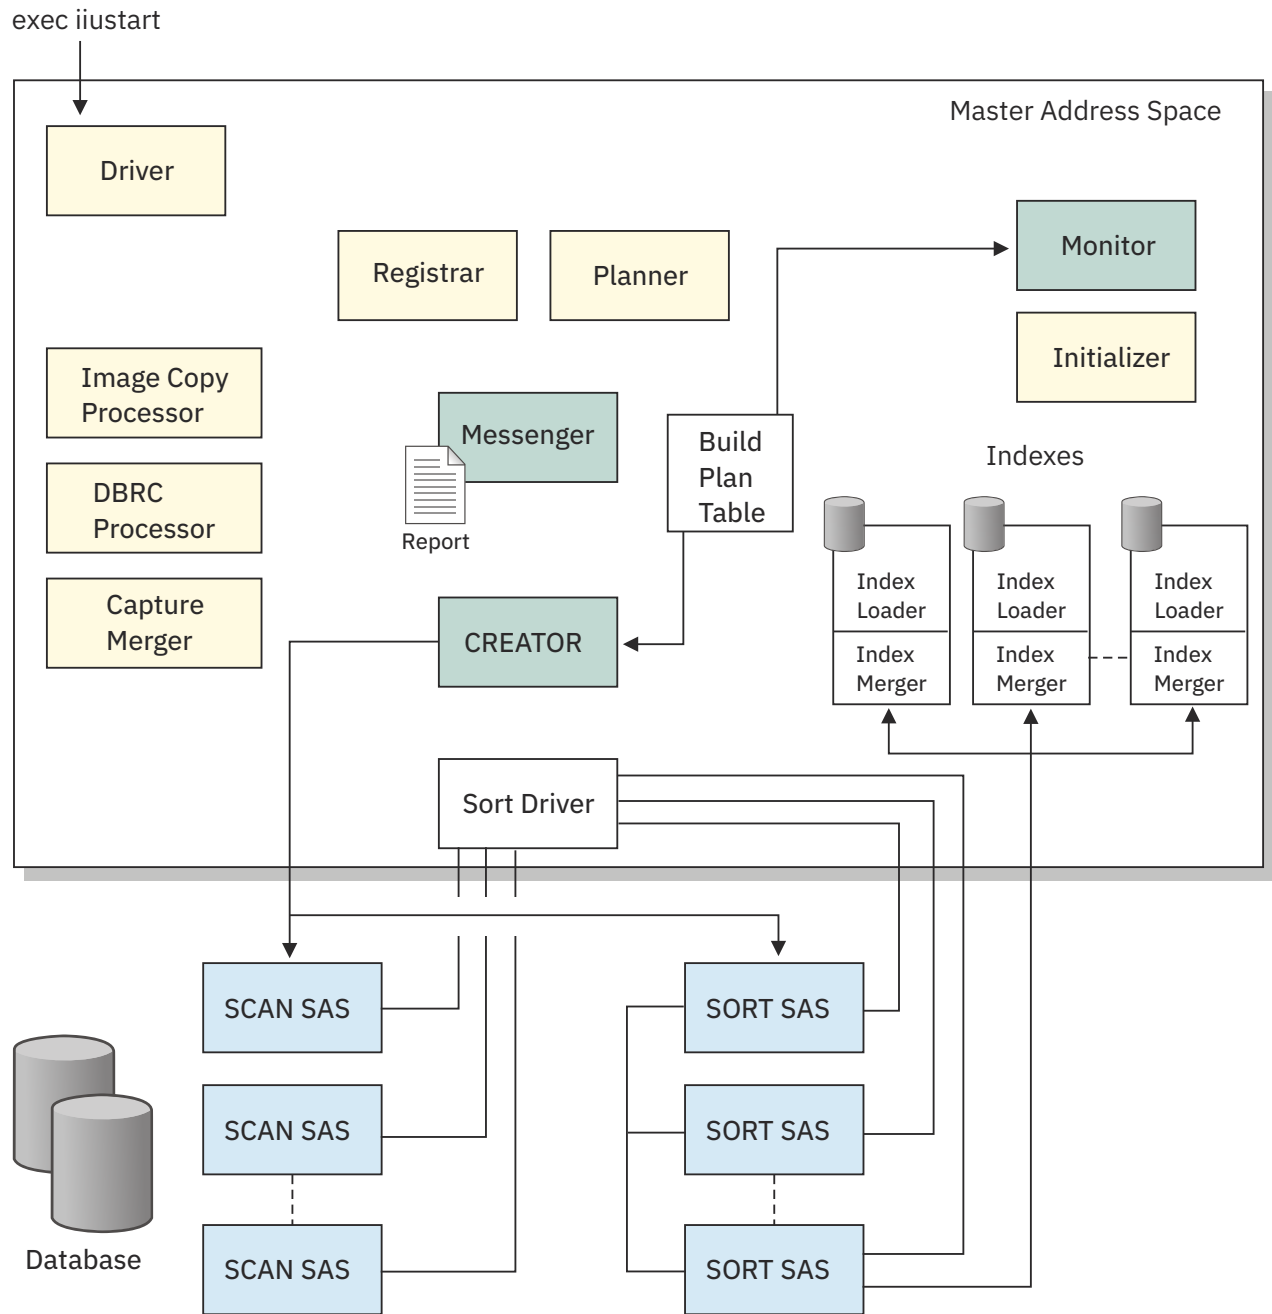 exec iiustart
Master Address Space
Driver
Registrar
Planner
Monitor
Initializer
Image Copy
Processor
Messenger
Build
Plan
Table
Indexes
DBRC
Processor
Report
Capture
Merger
CREATOR
Index
Loader
Index
Merger
Index
Loader
Index
Merger
Index
Loader
Index
Merger
Sort Driver
SCAN SAS
SORT SAS
SCAN SAS
SORT SAS
Database
SCAN SAS
SORT SAS